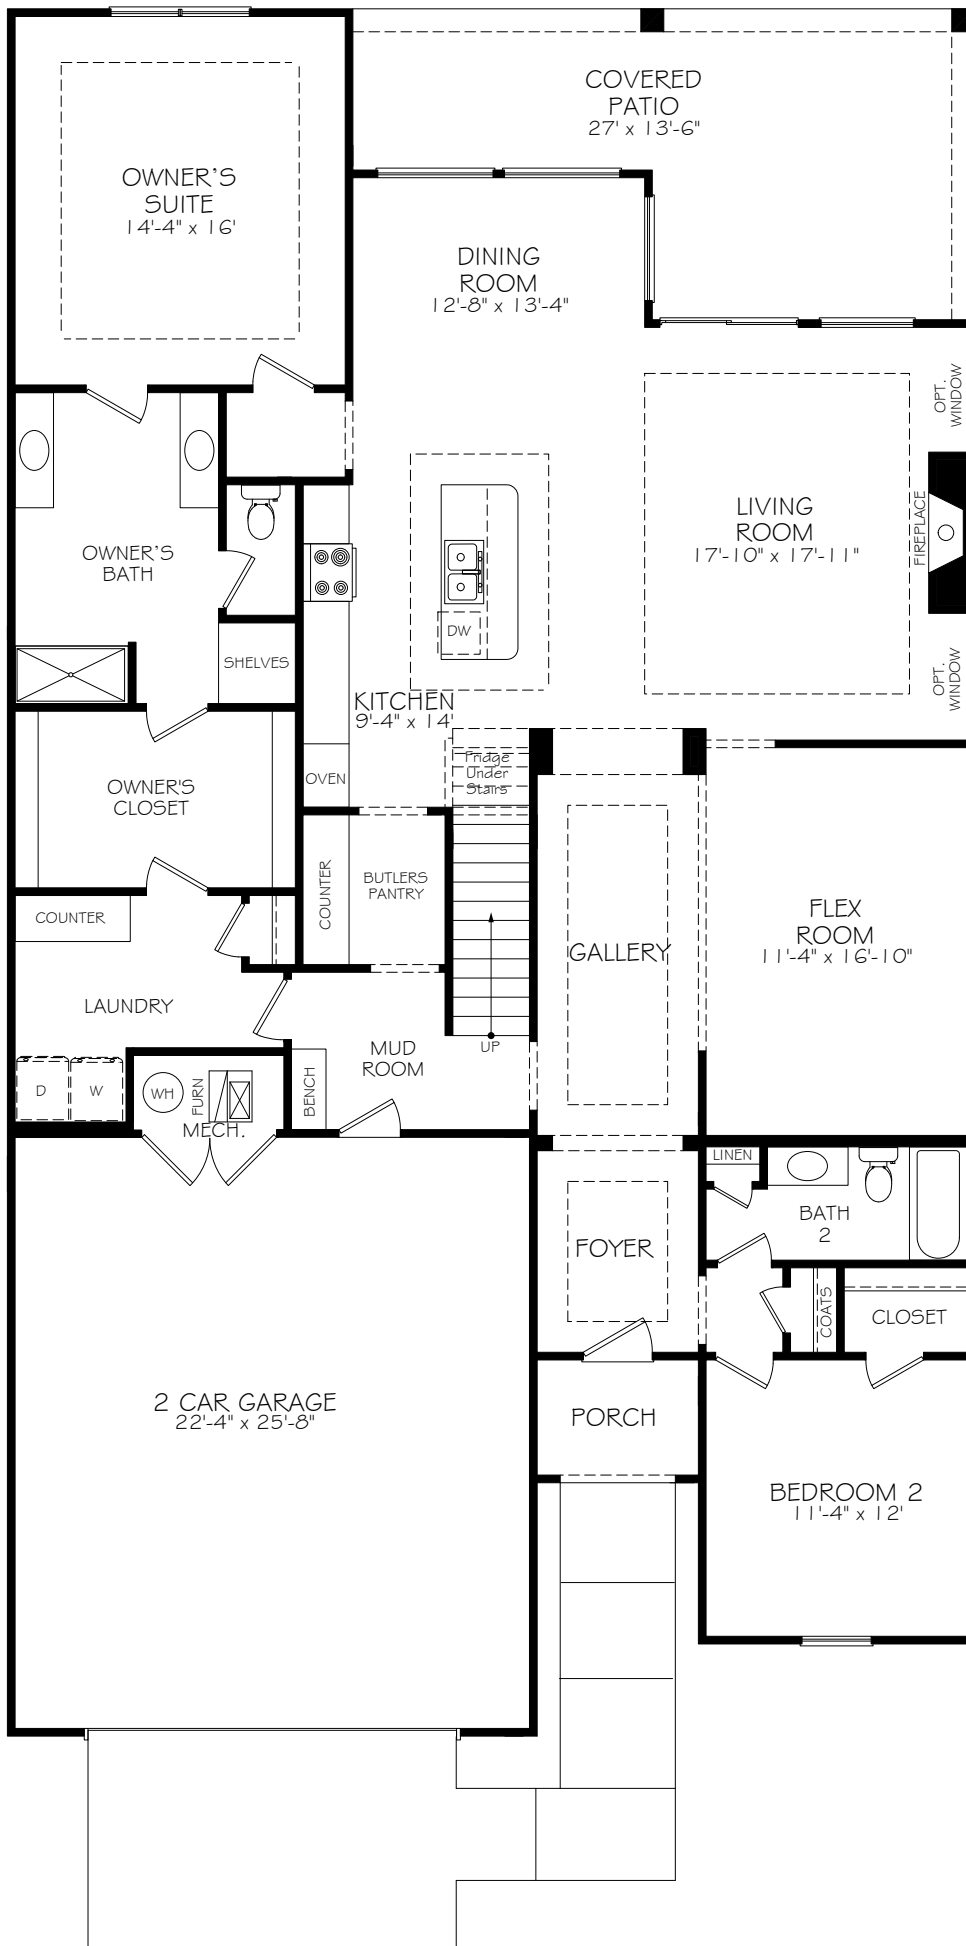 COVERED
PATIO
27' x 13'-6"
OWNER'S
SUITE
14'-4" x 16'
DINING
ROOM
12'-8" x 13'-4"
OPT.
WINDOW
LIVING
ROOM
17'-10" x 17'-11"
FIREPLACE
OWNER'S
BATH
DW
SHELVES
OPT.
WINDOW
KITCHEN
9'-4" x 14'
Fridge
Under
Stairs
OVEN
OWNER'S
CLOSET
COUNTER
BUTLERS
PANTRY
COUNTER
FLEX
ROOM
11'-4" x 16'-10"
GALLERY
LAUNDRY
UP
MUD
ROOM
D
W
WH
FURN
BENCH
MECH.
LINEN
BATH
2
FOYER
COATS
CLOSET
2 CAR GARAGE
22'-4" x 25'-8"
PORCH
BEDROOM 2
11'-4" x 12'